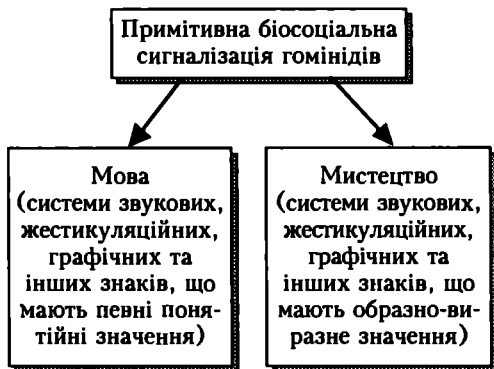 Примітивна біосоціальна
сигналізація гомінідів
Мова
(системи звукових,
жестикуляційних,
графічних та
інших знаків, що
мають певні поня-
тійні значення)
Мистецтво
(системи звукових,
жестикуляційних,
графічних та
інших знаків, що
мають образно-ви-
разне значення)